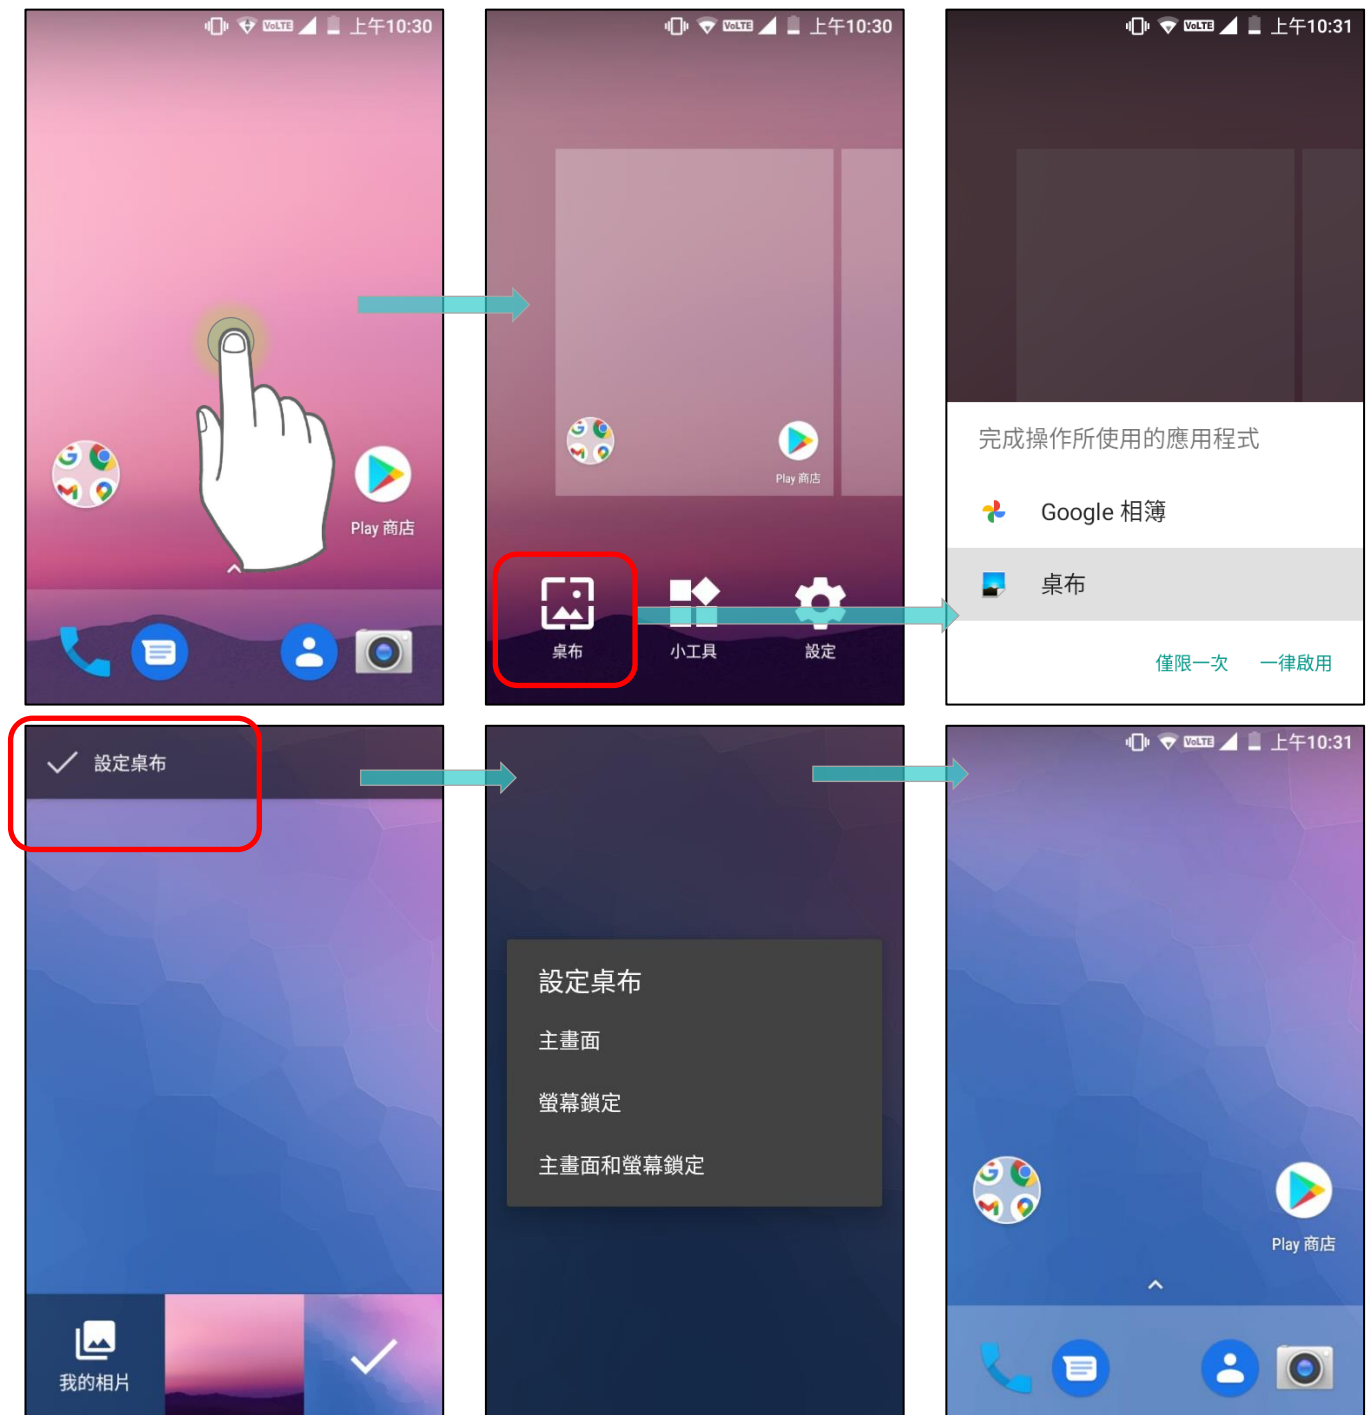 VoLTE 上午10:30
Play 商店
VoLTE 上午10:30
Play 商店
桌布
小工具
設定
VoLTE 上午10:31
完成操作所使用的應用程式
Google 相簿
桌布
僅限一次 一律啟用
設定桌布
我的相片
設定桌布
主畫面
螢幕鎖定
主畫面和螢幕鎖定
VoLTE 上午10:31
Play 商店